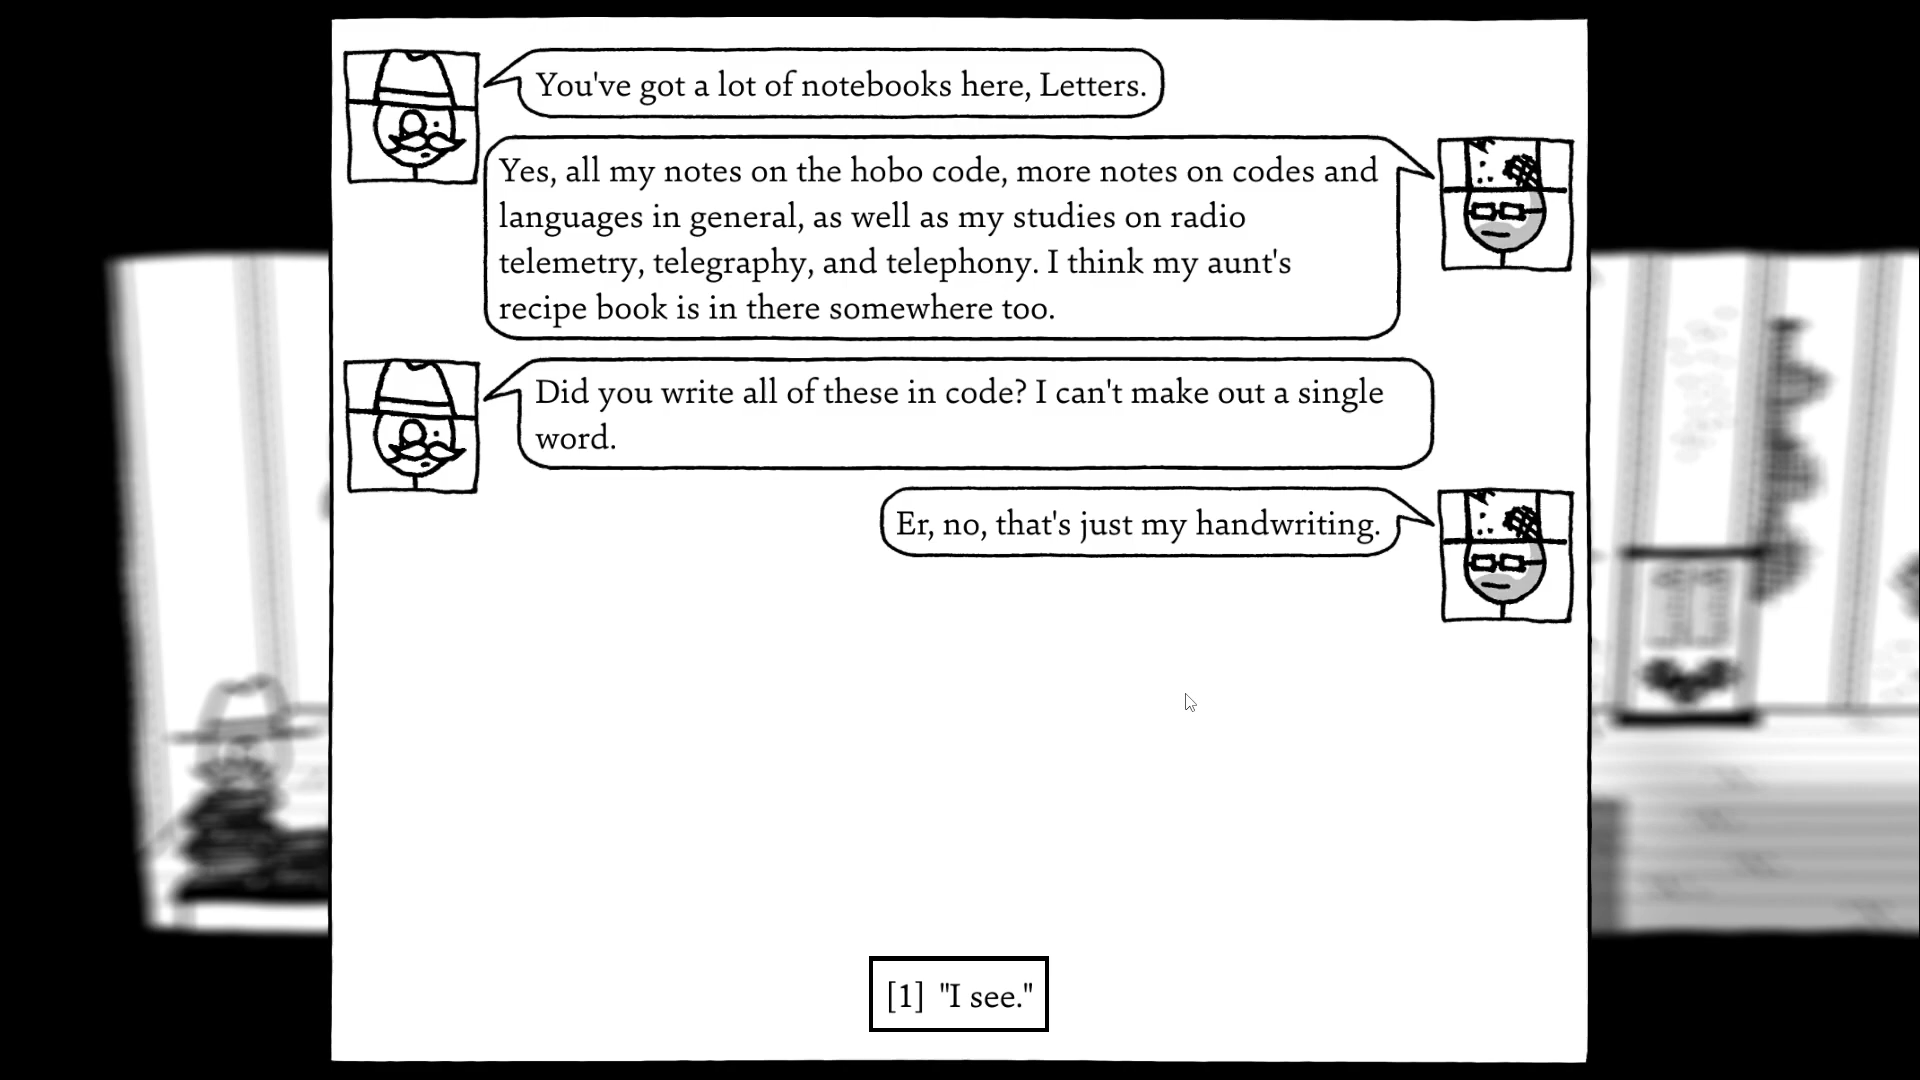 You've got a lot of notebooks here, Letters.
Yes, all my notes on the hobo code, more notes on codes and
languages in general, as well as my studies on radio
telemetry, telegraphy, and telephony. I think my aunt's
recipe book is in there somewhere too.
Did you write all of these in code? I can't make out a single
word.
Er, no, that's just my handwriting.
[1] "I see."